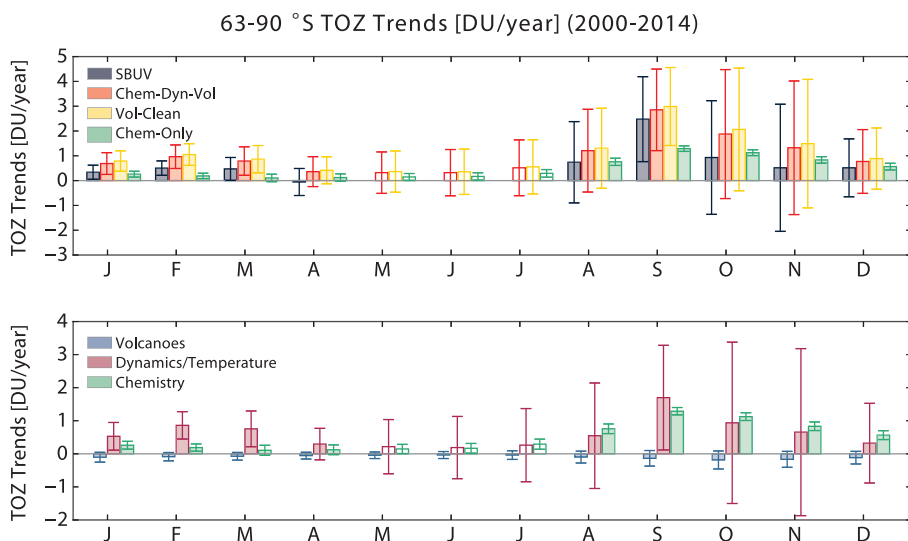 63-90 °S TOZ Trends [DU/year] (2000-2014)
TOZ Trends [DU/year]
5
4
3
2
1
0
−1
−2
−3
SBUV
Chem-Dyn-Vol
Vol-Clean
Chem-Only
J F M A M J J A S O N D
TOZ Trends [DU/year]
4
3
2
1
0
−1
−2
Volcanoes
Dynamics/Temperature
Chemistry
J F M A M J J A S O N D